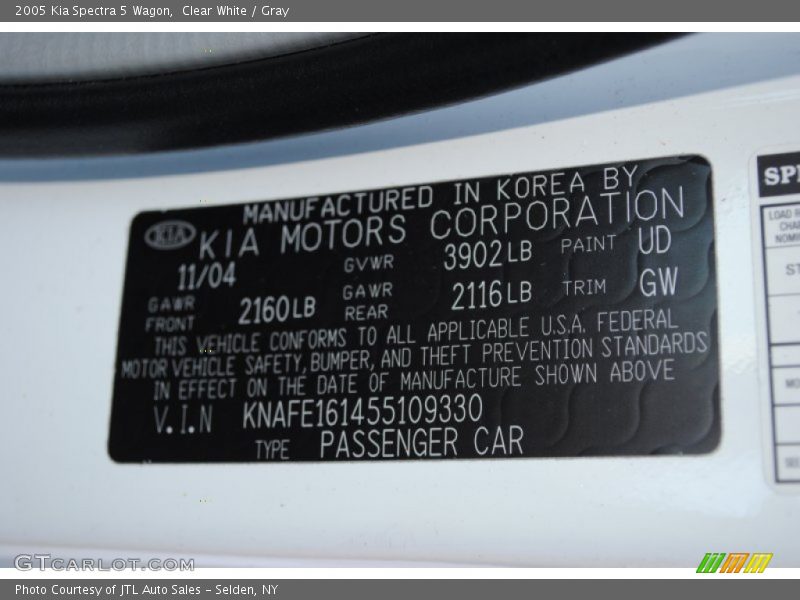 2005 Kia Spectra 5 Wagon, Clear White / Gray
MANUFACTURED IN KOREA BY
KIA KIA MOTORS CORPORATION
11/04 GVWR 3902LB PAINT UD
GAWR FRONT 2160LB GAWR REAR 2116LB TRIM GW
THIS VEHICLE CONFORMS TO ALL APPLICABLE U.S.A. FEDERAL
MOTOR VEHICLE SAFETY, BUMPER, AND THEFT PREVENTION STANDARDS
IN EFFECT ON THE DATE OF MANUFACTURE SHOWN ABOVE
V.I.N KNAFE161455109330
TYPE PASSENGER CAR
LOAD
GTCARLOT.COM
Photo Courtesy of JTL Auto Sales - Selden, NY